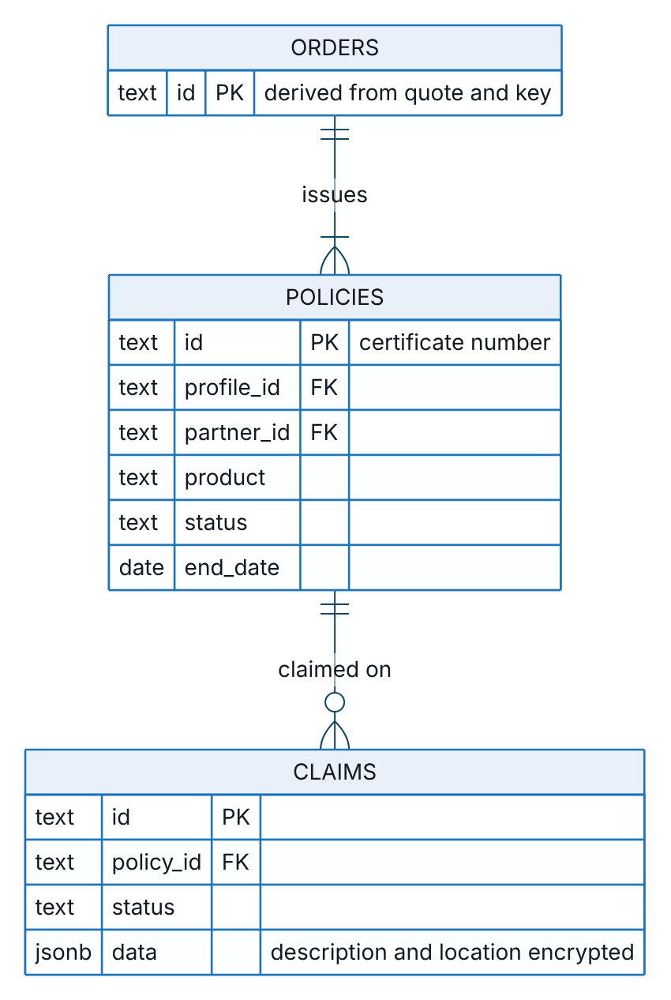 ORDERS
text id PK derived from quote and key
issues
POLICIES
text id PK certificate number
text profile_id FK
text partner_id FK
text product
text status
date end_date
claimed on
CLAIMS
text id PK
text policy_id FK
text status
jsonb data description and location encrypted